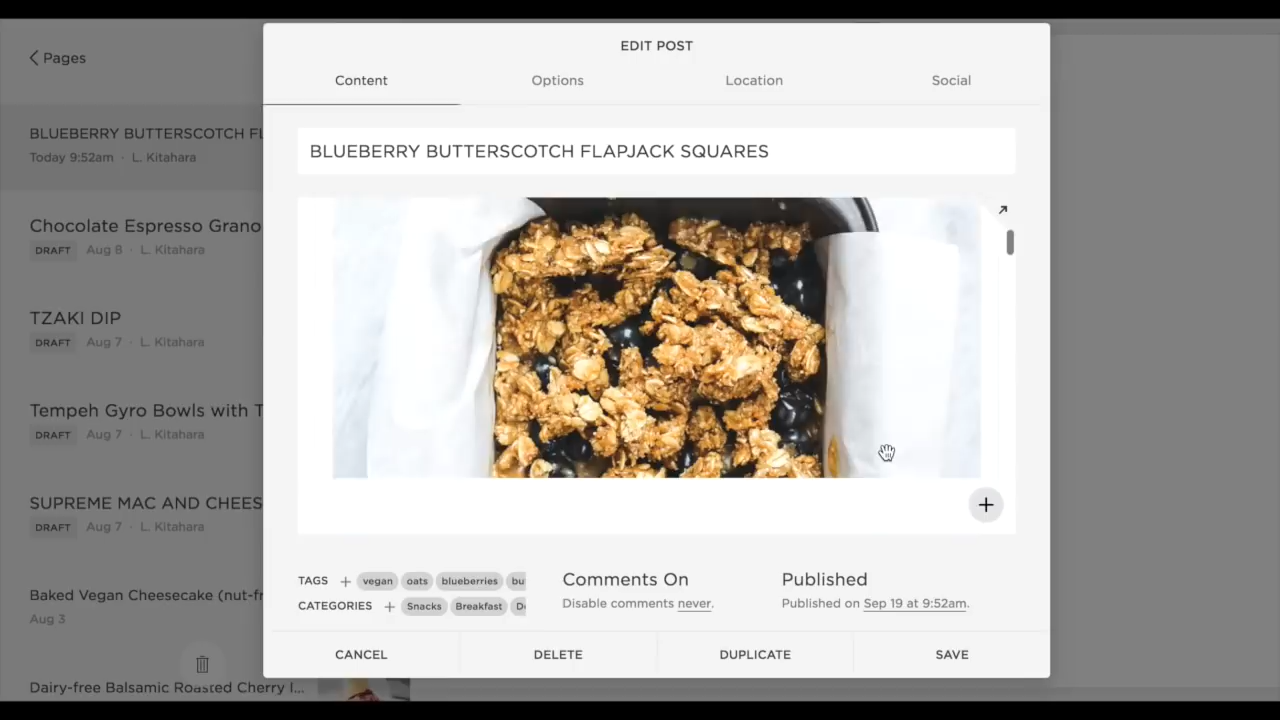 Pages
BLUEBERRY BUTTERSCOTCH FL
Today 9:52am · L. Kitahara
Chocolate Espresso Grano
DRAFT Aug 8 · L. Kitahara
TZAKI DIP
DRAFT Aug 7 · L. Kitahara
Tempeh Gyro Bowls with T
DRAFT Aug 7 · L. Kitahara
SUPREME MAC AND CHEES
DRAFT Aug 7 · L. Kitahara
Baked Vegan Cheesecake (nut-fr
Aug 3
Dairy-free Balsamic Roasted Cherry I...
EDIT POST
Content Options Location Social
BLUEBERRY BUTTERSCOTCH FLAPJACK SQUARES
TAGS + vegan oats blueberries bu
CATEGORIES + Snacks Breakfast D
Comments On
Disable comments never.
Published
Published on Sep 19 at 9:52am.
CANCEL DELETE DUPLICATE SAVE